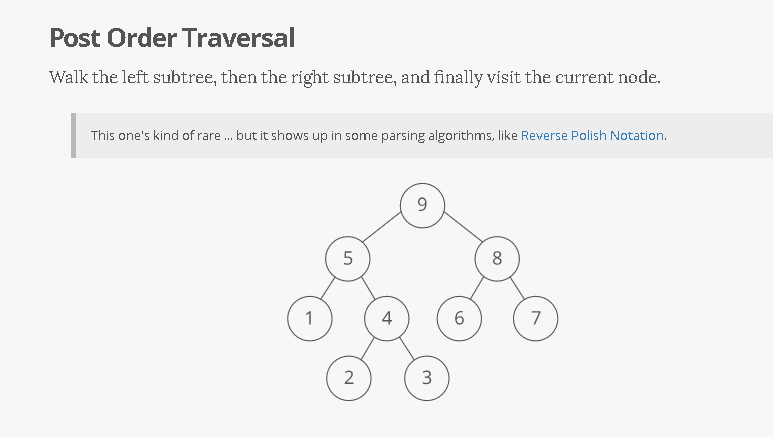 Post Order Traversal
Walk the left subtree, then the right subtree, and finally visit the current node.
This one's kind of rare ... but it shows up in some parsing algorithms, like Reverse Polish Notation.
9
5 8
1 4 6 7
2 3